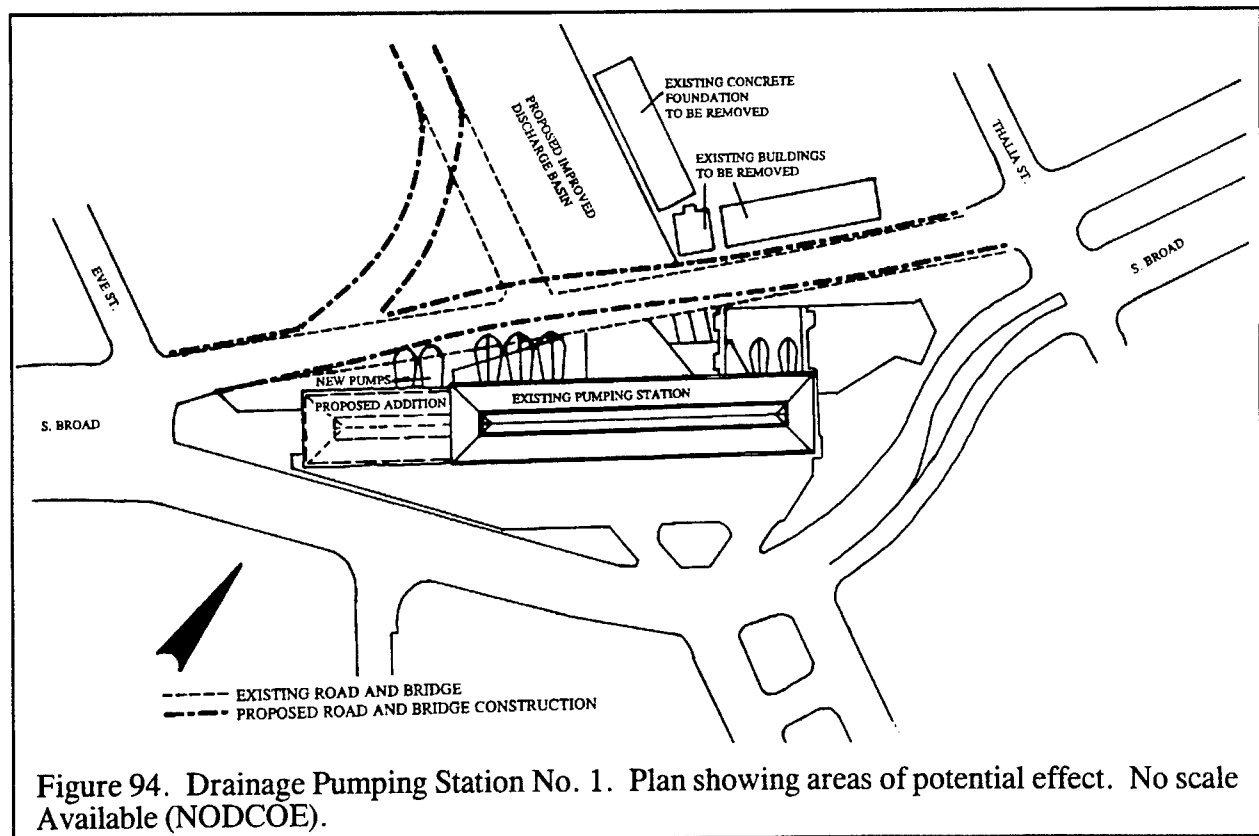 EXISTING CONCRETE
FOUNDATION
TO BE REMOVED
PROPOSED IMPROVED
DISCHARGE BASIN
THALIA ST.
EXISTING BUILDINGS
TO BE REMOVED
EVE ST.
S. BROAD
NEW PUMPS
PROPOSED ADDITION
EXISTING PUMPING STATION
S. BROAD
EXISTING ROAD AND BRIDGE
PROPOSED ROAD AND BRIDGE CONSTRUCTION
Figure 94. Drainage Pumping Station No. 1. Plan showing areas of potential effect. No scale
Available (NODCOE).